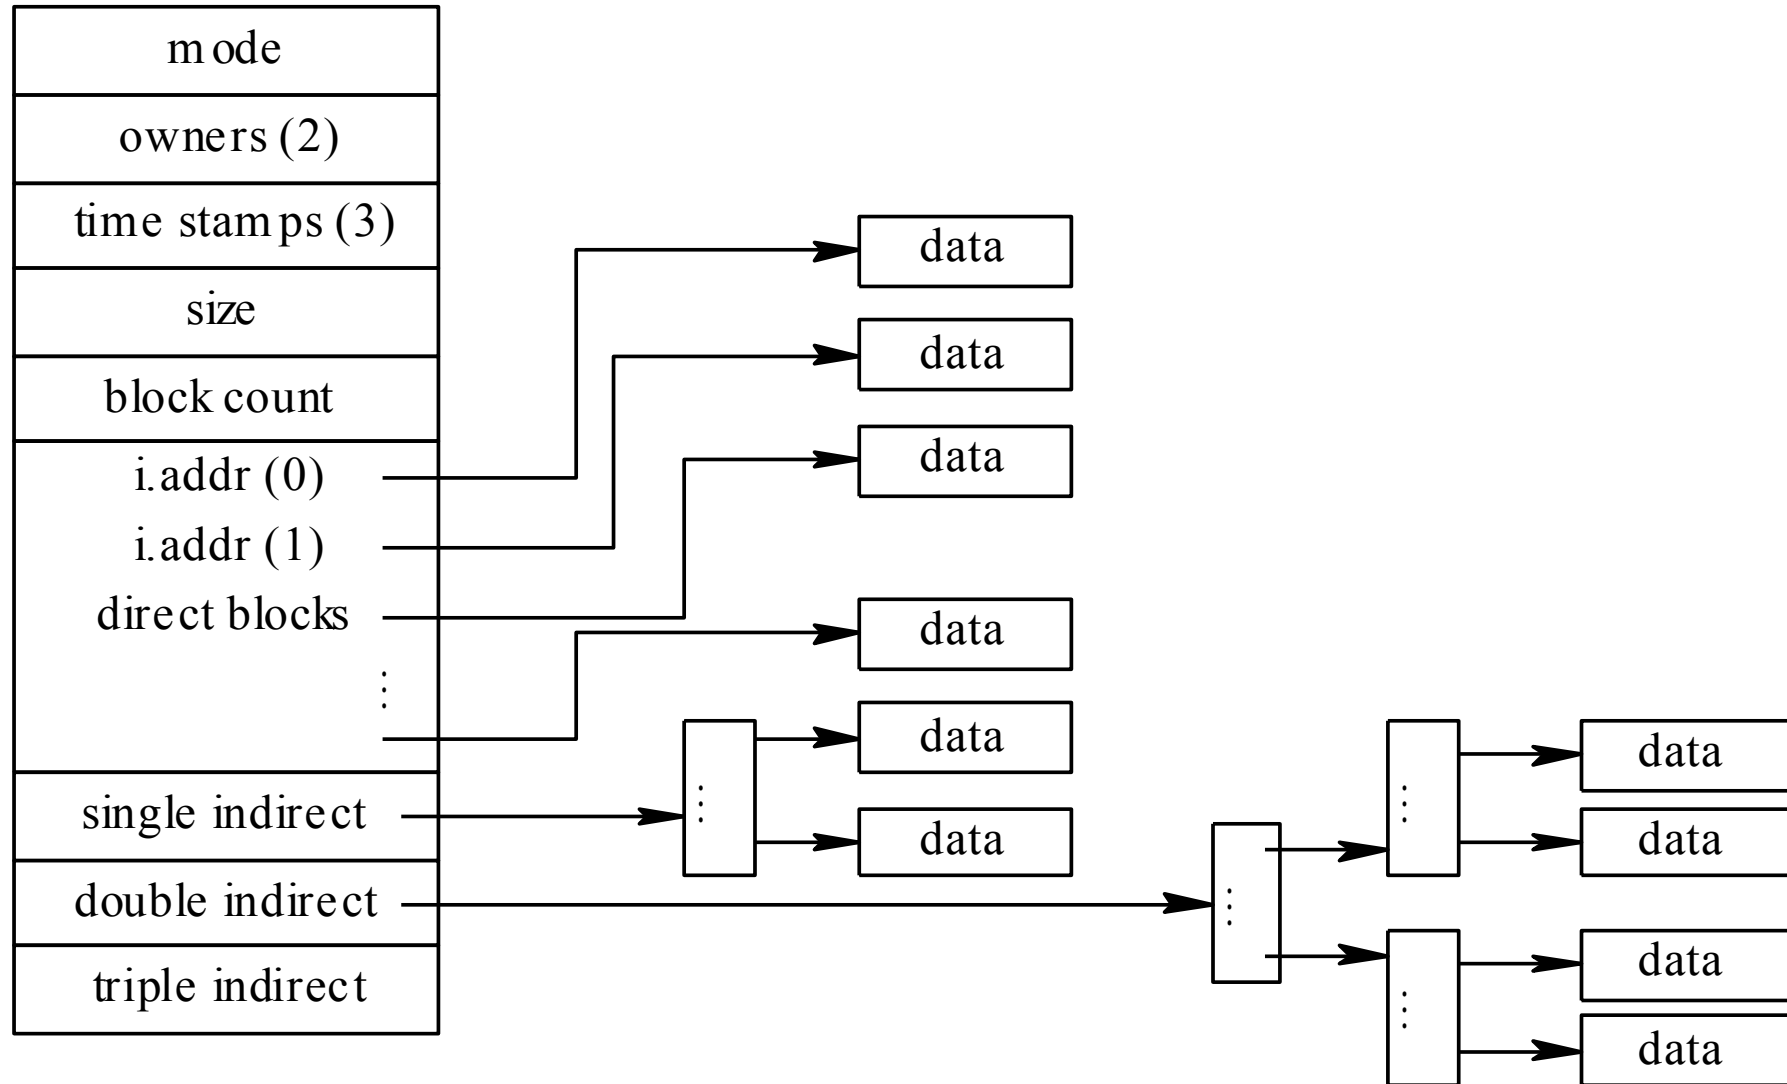 mode
owners (2)
time stamps (3)
size
block count
i.addr (0)
i.addr (1)
direct blocks
⋮
single indirect
double indirect
triple indirect
data
data
data
data
⋮
data
data
⋮
⋮
data
data
⋮
data
data